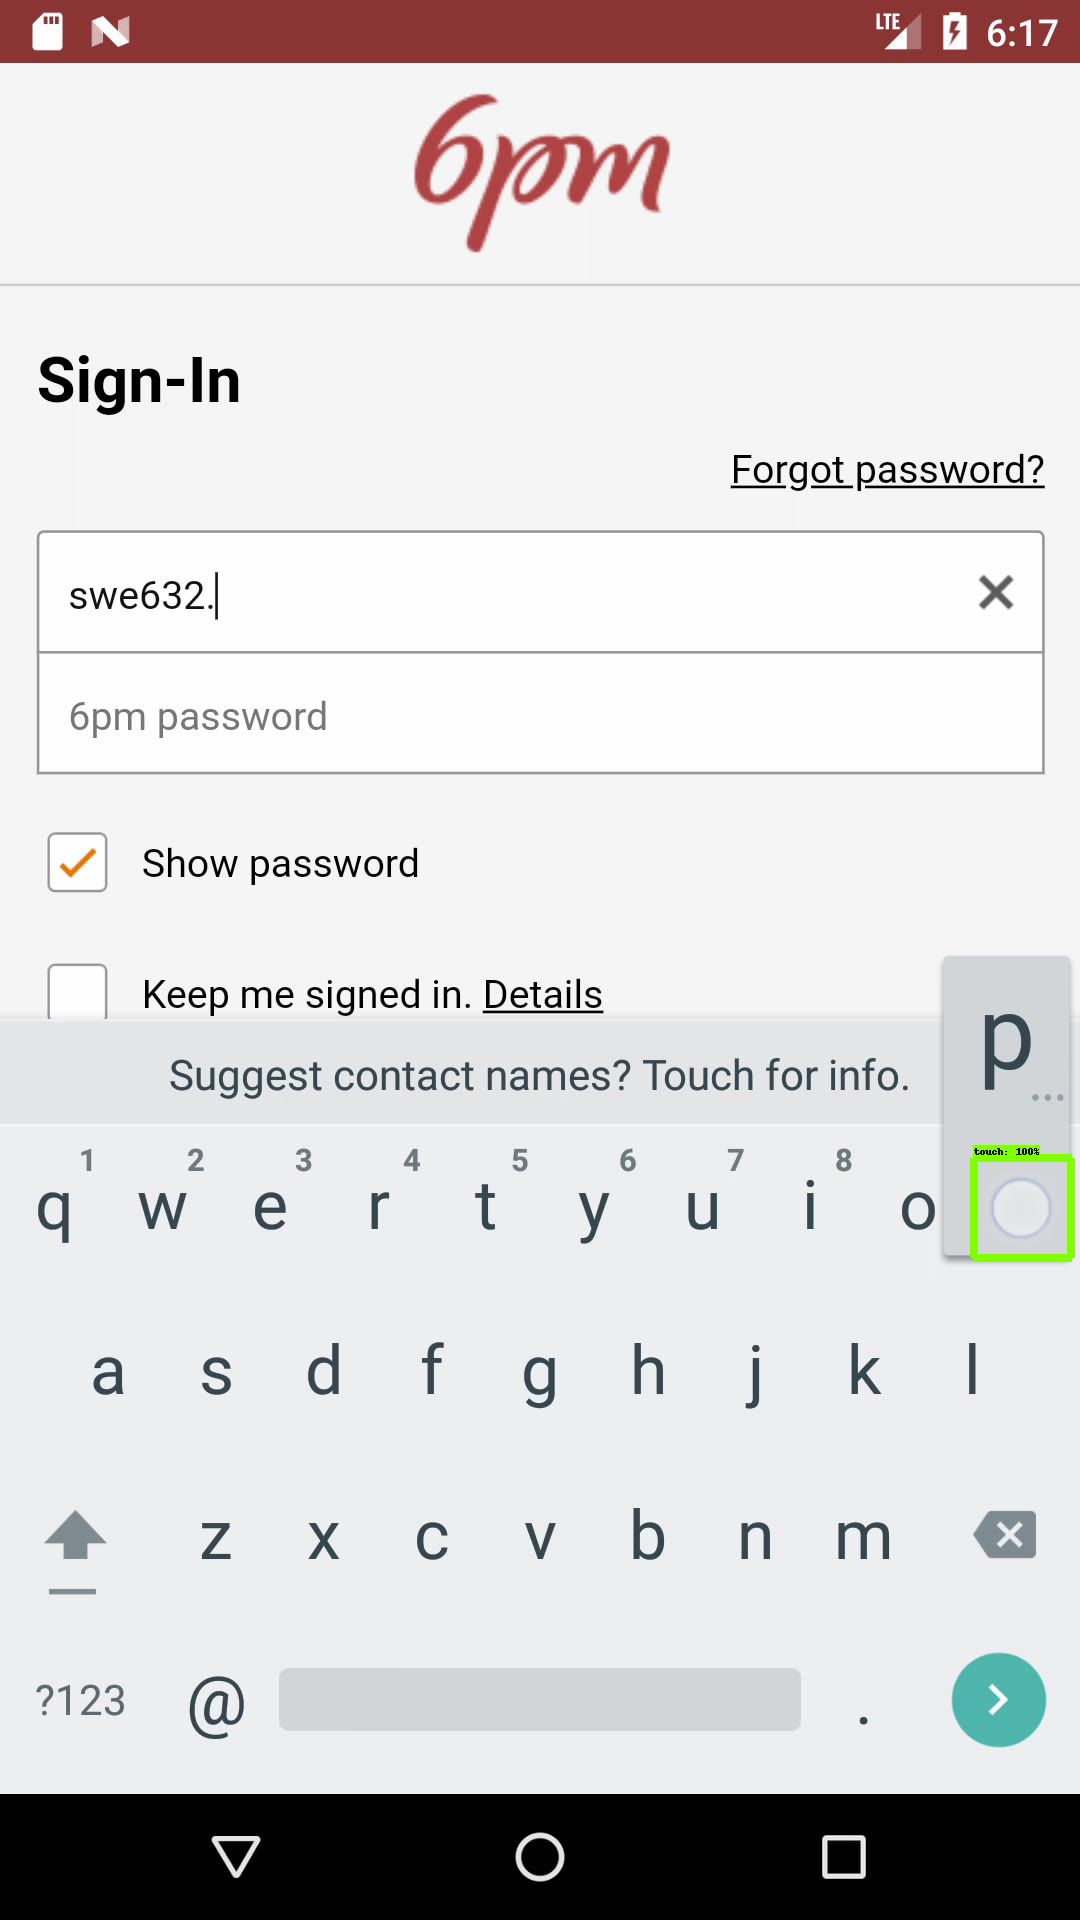 LTE 6:17
6pm
Sign-In
Forgot password?
swe632.
6pm password
Show password
Keep me signed in. Details
p
...
Suggest contact names? Touch for info.
touch: 100%
1 2 3 4 5 6 7 8
q w e r t y u i o
a s d f g h j k l
z x c v b n m
?123 @ .